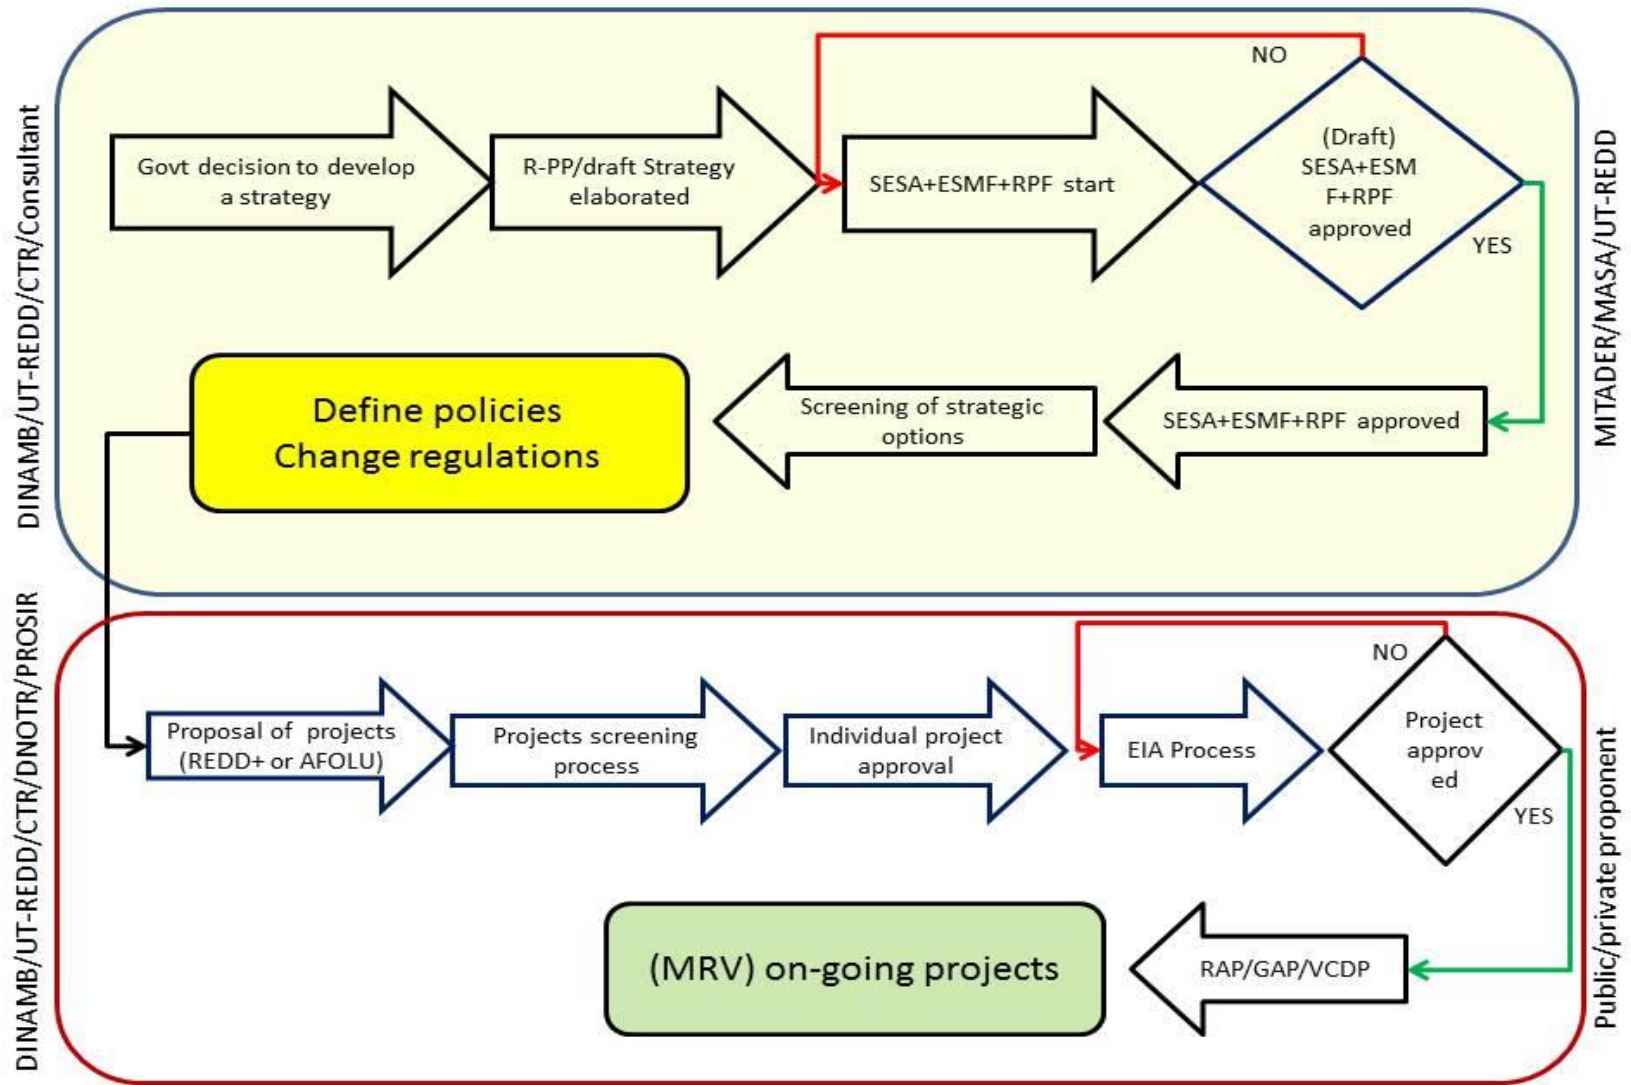 DINAMB/UT-REDD/CTR/Consultant
Govt decision to develop
a strategy
R-PP/draft Strategy
elaborated
SESA+ESMF+RPF start
NO
(Draft)
SESA+ESM
F+RPF
approved
YES
MITADER/MASA/UT-REDD
SESA+ESMF+RPF approved
Screening of strategic
options
Define policies
Change regulations
DINAMB/UT-REDD/CTR/DNOTR/PROSIR
Proposal of projects
(REDD+ or AFOLU)
Projects screening
process
Individual project
approval
EIA Process
NO
Project
approv
ed
YES
Public/private proponent
RAP/GAP/VCDP
(MRV) on-going projects